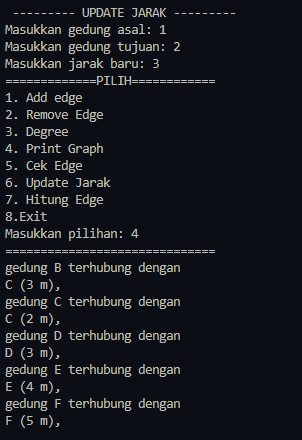 --------- UPDATE JARAK ---------
Masukkan gedung asal: 1
Masukkan gedung tujuan: 2
Masukkan jarak baru: 3
=============PILIH============
1. Add edge
2. Remove Edge
3. Degree
4. Print Graph
5. Cek Edge
6. Update Jarak
7. Hitung Edge
8.Exit
Masukkan pilihan: 4
==============================
gedung B terhubung dengan
C (3 m),
gedung C terhubung dengan
C (2 m),
gedung D terhubung dengan
D (3 m),
gedung E terhubung dengan
E (4 m),
gedung F terhubung dengan
F (5 m),